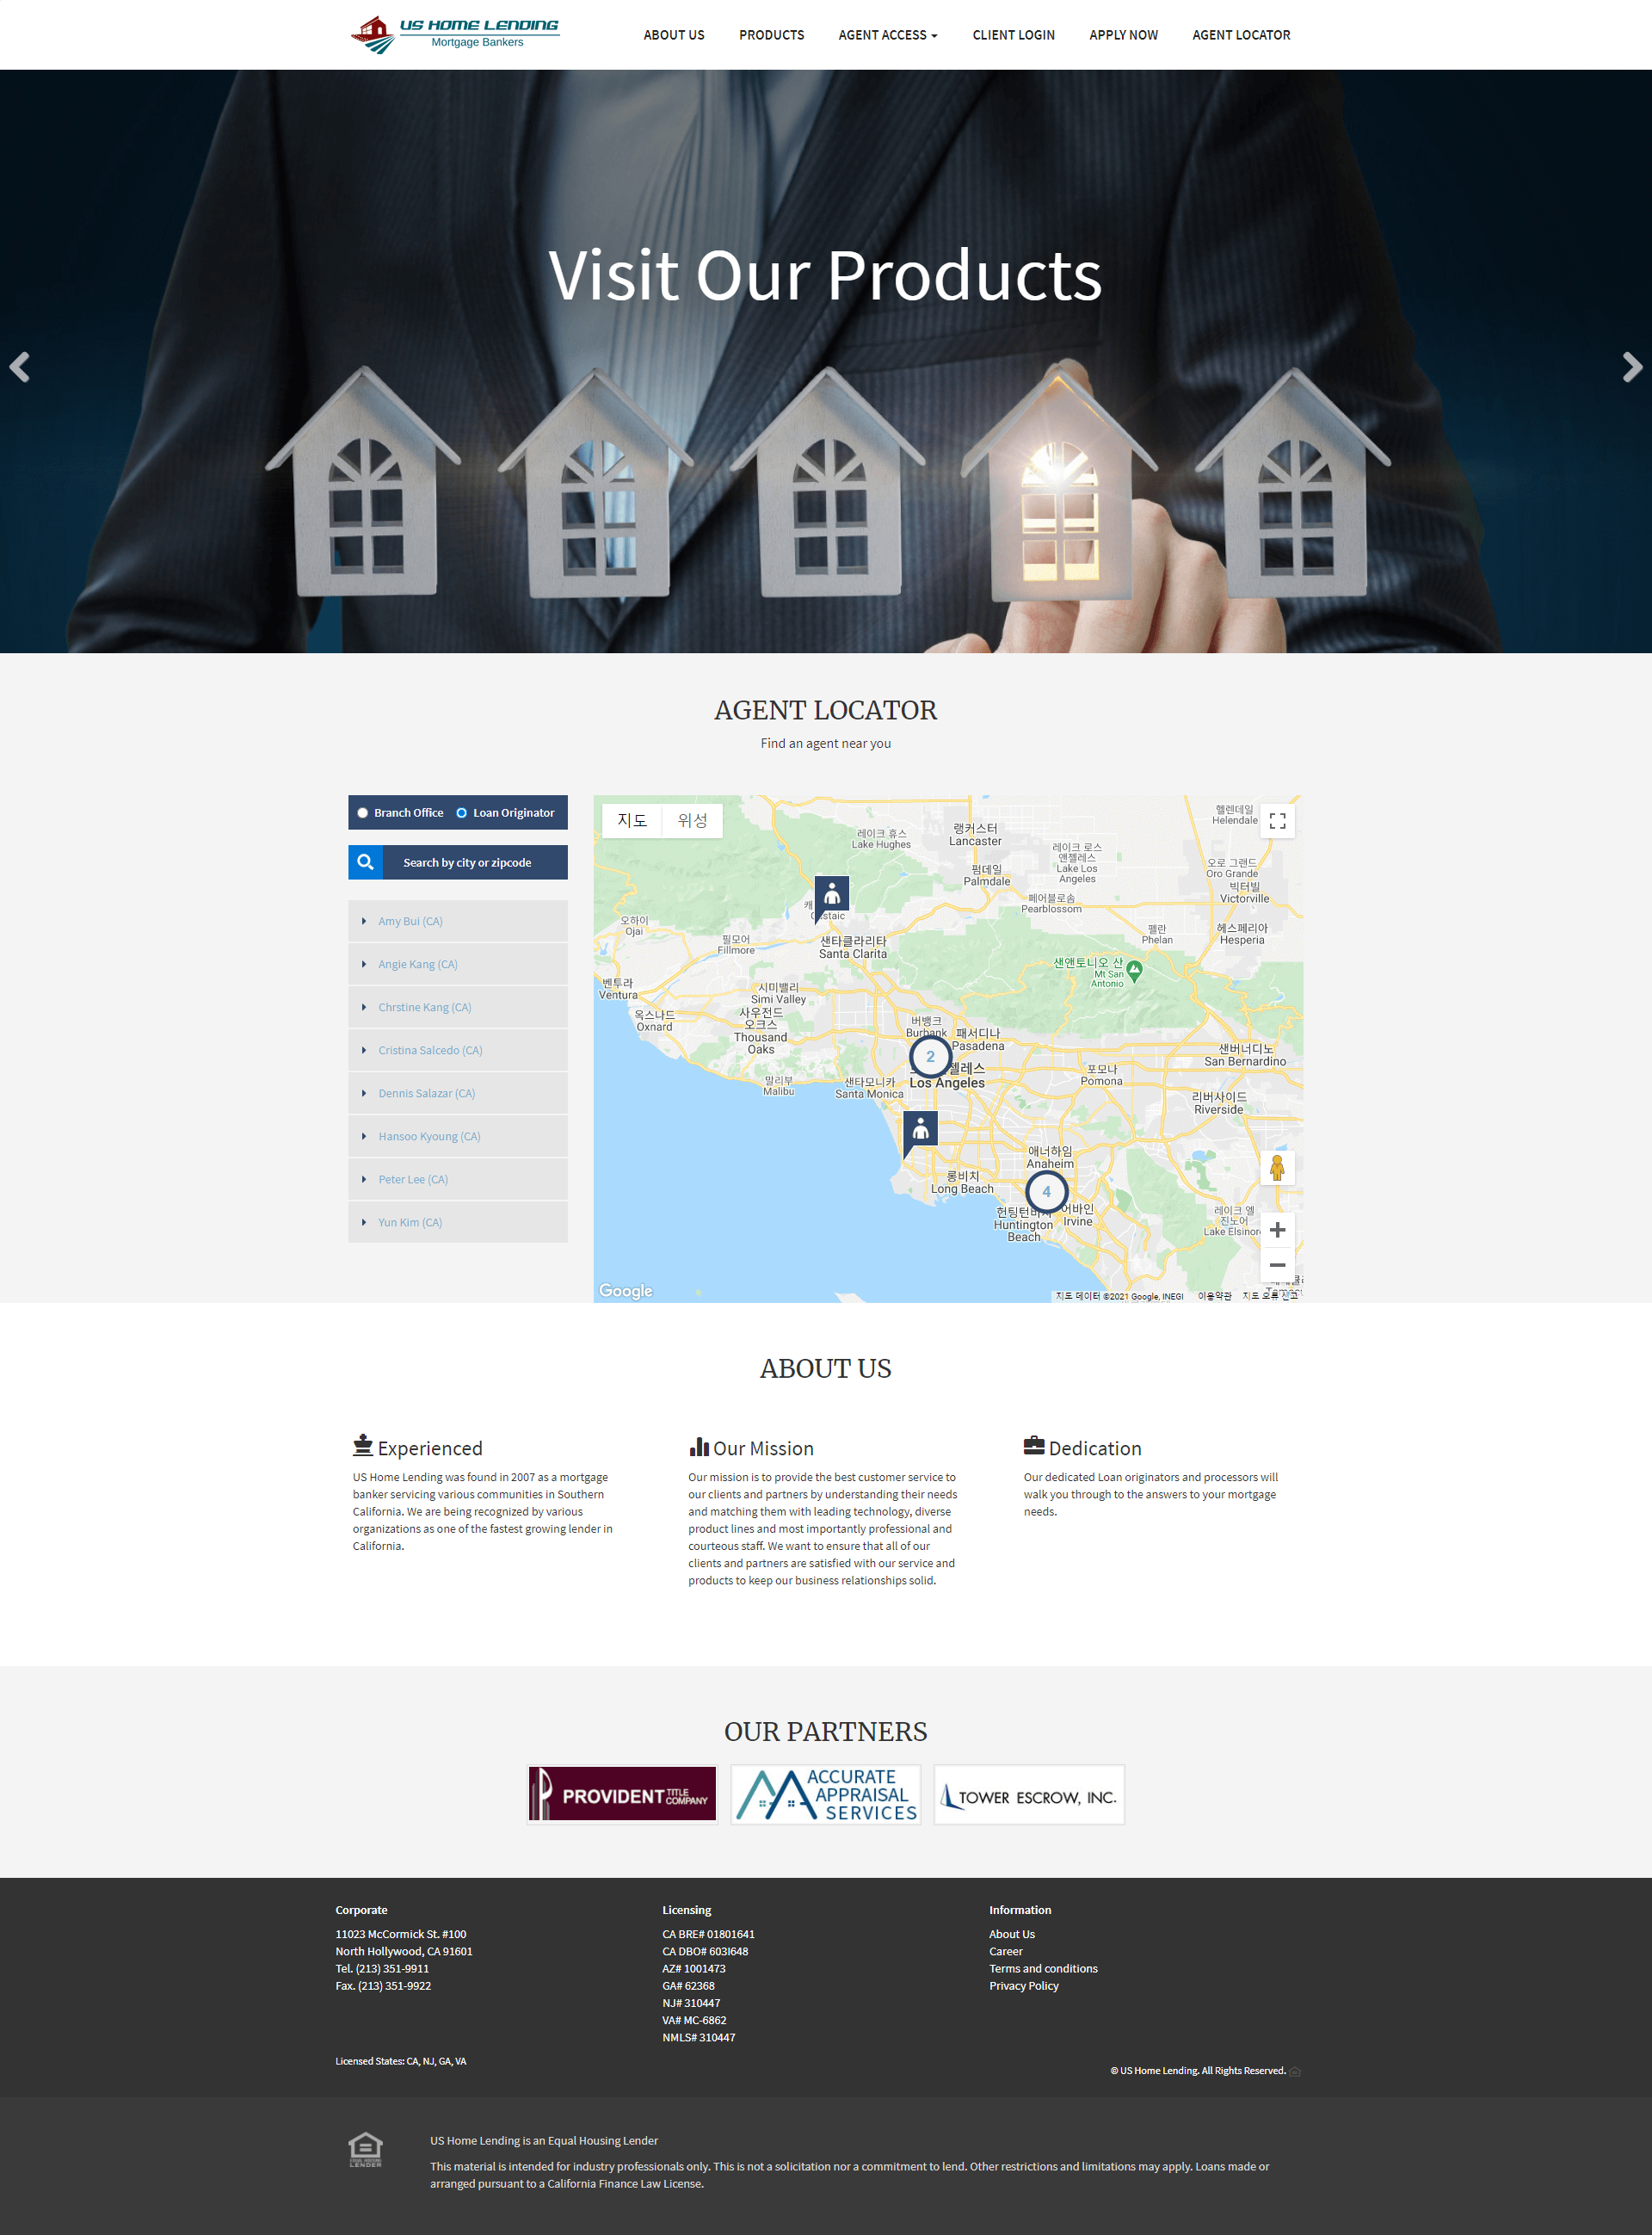 US HOME LENDING
Mortgage Bankers
ABOUT US
PRODUCTS
AGENT ACCESS
CLIENT LOGIN
APPLY NOW
AGENT LOCATOR
Visit Our Products
AGENT LOCATOR
Find an agent near you
Branch Office
Loan Originator
Search by city or zipcode
Amy Bui (CA)
Angie Kang (CA)
Chrstine Kang (CA)
Cristina Salcedo (CA)
Dennis Salazar (CA)
Hansoo Kyoung (CA)
Peter Lee (CA)
Yun Kim (CA)
지도
위성
헬렌데일
Helendale
레이크 휴스
Lake Hughes
랭커스터
Lancaster
레이크 로스
앤젤레스
Lake Los
Angeles
팜데일
Palmdale
오로 그랜드
Oro Grande
빅터빌
Victorville
페어블로솜
Pearblossom
오하이
Ojai
필모어
Fillmore
샌타클라리타
Santa Clarita
펠란
Phelan
헤스페리아
Hesperia
샌앤토니오 산
Mt San
Antonio
벤투라
Ventura
시미밸리
Simi Valley
옥스나드
Oxnard
사우전드
오크스
Thousand
Oaks
버뱅크
Burbank
패서디나
Pasadena
2
Los Angeles
샌버너디노
San Bernardino
말리부
Malibu
샌타모니카
Santa Monica
포모나
Pomona
리버사이드
Riverside
애너하임
Anaheim
롱비치
Long Beach
4
Huntington
Beach
어바인
Irvine
레이크 엘
진노어
Lake Elsinor
Google
지도 데이터 ©2021 Google, INEGI
이용약관
지도 오류 신고
ABOUT US
Experienced
US Home Lending was found in 2007 as a mortgage
banker servicing various communities in Southern
California. We are being recognized by various
organizations as one of the fastest growing lender in
California.
Our Mission
Our mission is to provide the best customer service to
our clients and partners by understanding their needs
and matching them with leading technology, diverse
product lines and most importantly professional and
courteous staff. We want to ensure that all of our
clients and partners are satisfied with our service and
products to keep our business relationships solid.
Dedication
Our dedicated Loan originators and processors will
walk you through to the answers to your mortgage
needs.
OUR PARTNERS
PROVIDENT TITLE COMPANY
ACCURATE
APPRAISAL
SERVICES
TOWER ESCROW, INC.
Corporate
11023 McCormick St. #100
North Hollywood, CA 91601
Tel. (213) 351-9911
Fax. (213) 351-9922
Licensed States: CA, NJ, GA, VA
Licensing
CA BRE# 01801641
CA DBO# 603I648
AZ# 1001473
GA# 62368
NJ# 310447
VA# MC-6862
NMLS# 310447
Information
About Us
Career
Terms and conditions
Privacy Policy
© US Home Lending. All Rights Reserved.
EQUAL HOUSING
LENDER
US Home Lending is an Equal Housing Lender
This material is intended for industry professionals only. This is not a solicitation nor a commitment to lend. Other restrictions and limitations may apply. Loans made or
arranged pursuant to a California Finance Law License.